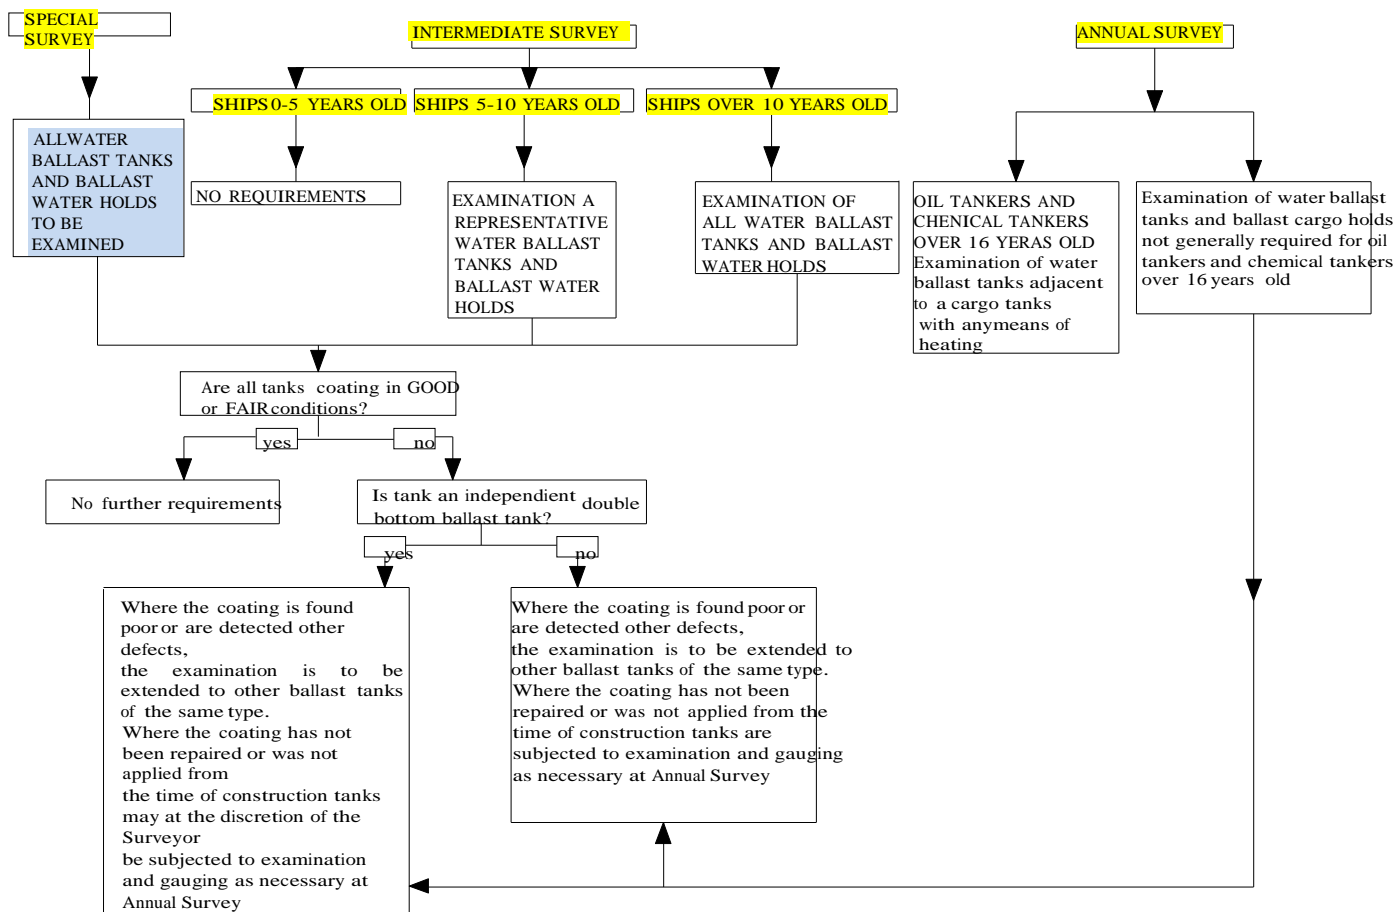 SPECIAL
SURVEY
INTERMEDIATE SURVEY
ANNUAL SURVEY
SHIPS 0-5 YEARS OLD
SHIPS 5-10 YEARS OLD
SHIPS OVER 10 YEARS OLD
ALLWATER
BALLAST TANKS
AND BALLAST
WATER HOLDS
TO BE
EXAMINED
NO REQUIREMENTS
EXAMINATION A
REPRESENTATIVE
WATER BALLAST
TANKS AND
BALLAST WATER
HOLDS
EXAMINATION OF
ALL WATER BALLAST
TANKS AND BALLAST
WATER HOLDS
OIL TANKERS AND
CHENICAL TANKERS
OVER 16 YERAS OLD
Examination of water
ballast tanks adjacent
to a cargo tanks
with anymeans of
heating
Examination of water ballast
tanks and ballast cargo holds
not generally required for oil
tankers and chemical tankers
over 16 years old
Are all tanks coating in GOOD
or FAIR conditions?
yes
no
No further requirements
Is tank an independent double
bottom ballast tank?
yes
no
Where the coating is found
poor or are detected other
defects,
the examination is to be
extended to other ballast tanks
of the same type.
Where the coating has not
been repaired or was not
applied from
the time of construction tanks
may at the discretion of the
Surveyor
be subjected to examination
and gauging as necessary at
Annual Survey
Where the coating is found poor or
are detected other defects,
the examination is to be extended to
other ballast tanks of the same type.
Where the coating has not been
repaired or was not applied from the
time of construction tanks are
subjected to examination and gauging
as necessary at Annual Survey